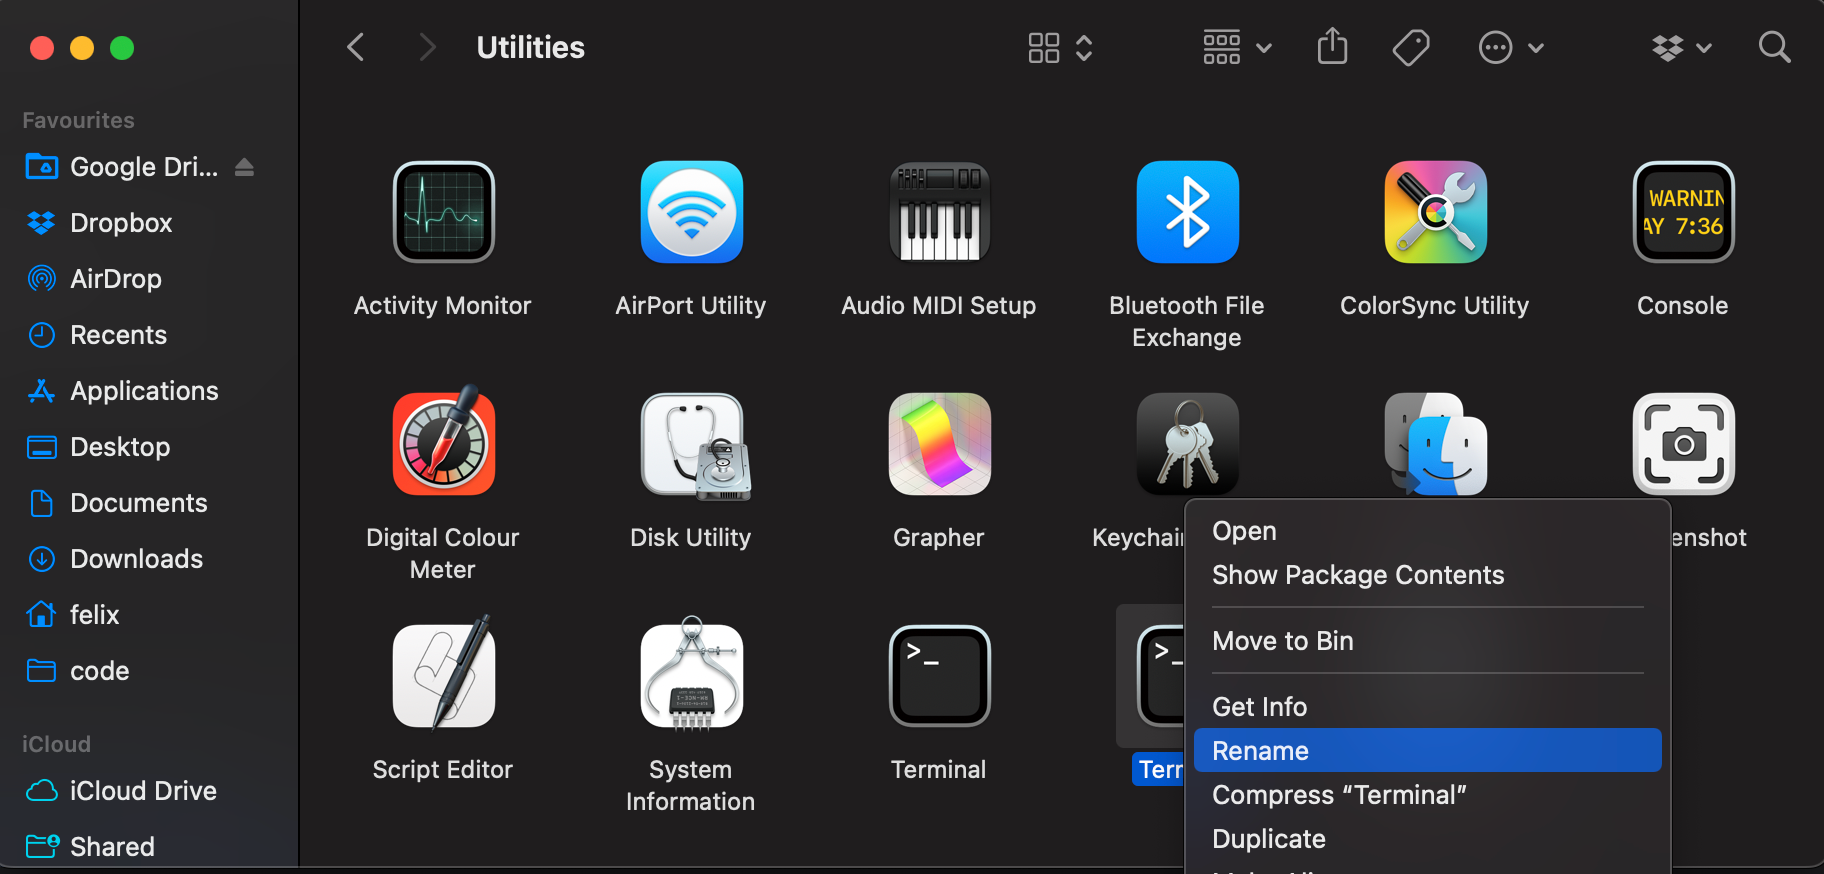 Utilities
Favourites
Google Dri...
Dropbox
AirDrop
Recents
Applications
Desktop
Documents
Downloads
felix
code
iCloud
iCloud Drive
Shared
WARNIN
AY 7:36
Activity Monitor
AirPort Utility
Audio MIDI Setup
Bluetooth File
Exchange
ColorSync Utility
Console
Digital Colour
Meter
Disk Utility
Grapher
Keychai
enshot
>_
>_
Script Editor
System
Information
Terminal
Terr
Open
Show Package Contents
Move to Bin
Get Info
Rename
Compress “Terminal”
Duplicate